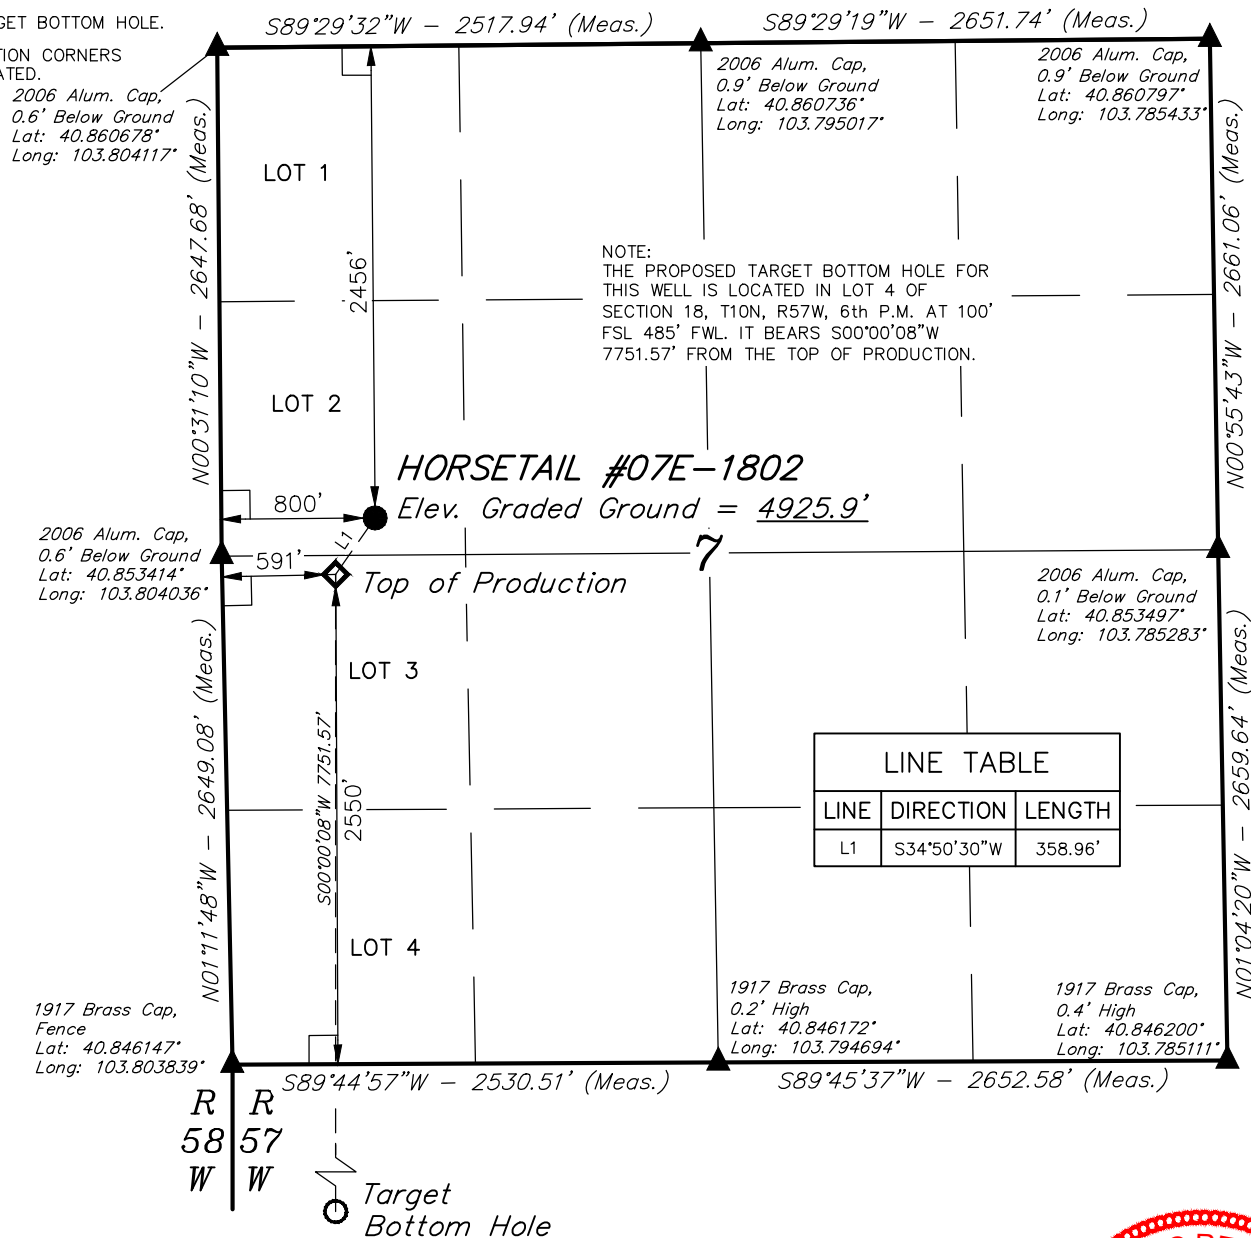 GET BOTTOM HOLE.
TION CORNERS
ATED.
S89°29'32"W - 2517.94' (Meas.)
S89°29'19"W - 2651.74' (Meas.)
2006 Alum. Cap,
0.6' Below Ground
Lat: 40.860678°
Long: 103.804117°
2006 Alum. Cap,
0.9' Below Ground
Lat: 40.860736°
Long: 103.795017°
2006 Alum. Cap,
0.9' Below Ground
Lat: 40.860797°
Long: 103.785433°
N00°31'10"W - 2647.68' (Meas.)
LOT 1
2456'
N00°55'43"W - 2661.06' (Meas.)
NOTE:
THE PROPOSED TARGET BOTTOM HOLE FOR
THIS WELL IS LOCATED IN LOT 4 OF
SECTION 18, T10N, R57W, 6th P.M. AT 100'
FSL 485' FWL. IT BEARS S00°00'08"W
7751.57' FROM THE TOP OF PRODUCTION.
LOT 2
HORSETAIL #07E-1802
Elev. Graded Ground = 4925.9'
800'
L1
7
2006 Alum. Cap,
0.6' Below Ground
Lat: 40.853414°
Long: 103.804036°
591'
Top of Production
2006 Alum. Cap,
0.1' Below Ground
Lat: 40.853497°
Long: 103.785283°
N01°11'48"W - 2649.08' (Meas.)
LOT 3
S00°00'08"W 7751.57'
2550'
N01°04'20"W - 2659.64' (Meas.)
LINE TABLE
LINE DIRECTION LENGTH
L1 S34°50'30"W 358.96'
LOT 4
1917 Brass Cap,
Fence
Lat: 40.846147°
Long: 103.803839°
1917 Brass Cap,
0.2' High
Lat: 40.846172°
Long: 103.794694°
1917 Brass Cap,
0.4' High
Lat: 40.846200°
Long: 103.785111°
S89°44'57"W - 2530.51' (Meas.)
S89°45'37"W - 2652.58' (Meas.)
R R
58 57
W W
Target
Bottom Hole